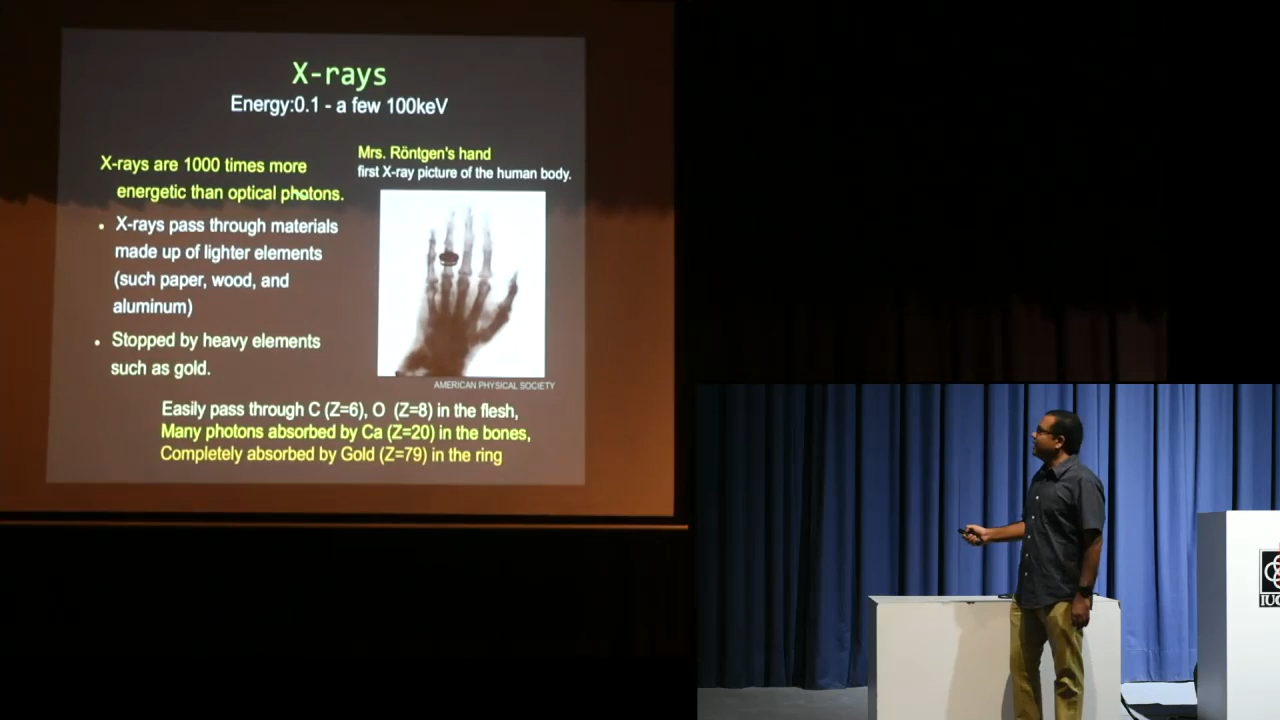 X-rays
Energy:0.1 - a few 100keV
X-rays are 1000 times more
energetic than optical photons.
• X-rays pass through materials
made up of lighter elements
(such paper, wood, and
aluminum)
• Stopped by heavy elements
such as gold.
Mrs. Röntgen's hand
first X-ray picture of the human body.
AMERICAN PHYSICAL SOCIETY
Easily pass through C (Z=6), O (Z=8) in the flesh,
Many photons absorbed by Ca (Z=20) in the bones,
Completely absorbed by Gold (Z=79) in the ring